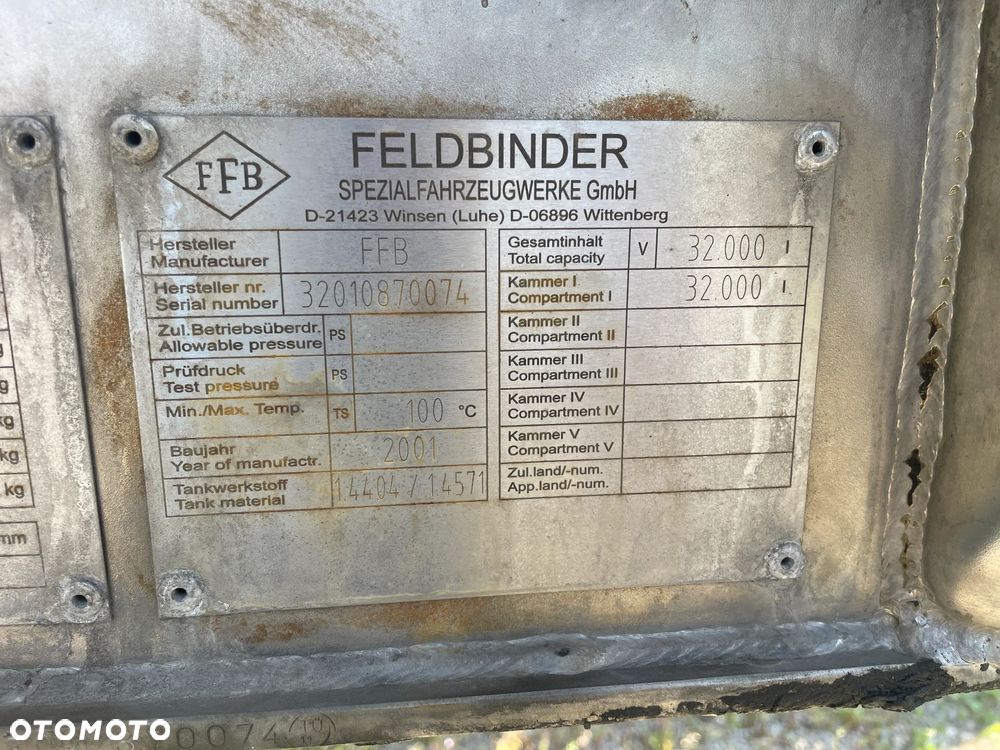 FFB
FELDBINDER
SPEZIALFAHRZEUGWERKE GmbH
D-21423 Winsen (Luhe) D-06896 Wittenberg
Hersteller
Manufacturer
FFB
Hersteller nr.
Serial number
32010870074
Zul.Betriebsüberdr.
Allowable pressure
PS
Prüfdruck
Test pressure
PS
Min./Max. Temp.
TS
100 °C
Baujahr
Year of manufactr.
2001
Tankwerkstoff
Tank material
1.4404 / 1.4571
Gesamtinhalt
Total capacity
V
32.000 l
Kammer I
Compartment I
32.000 l.
Kammer II
Compartment II
Kammer III
Compartment III
Kammer IV
Compartment IV
Kammer V
Compartment V
Zul.land/-num.
App.land/-num.
kg
kg
kg
mm
0074
OTOMOTO